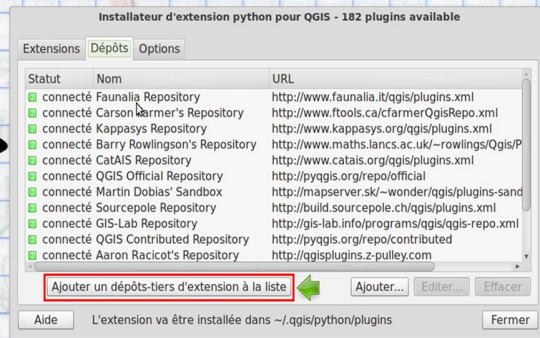 Installateur d'extension python pour QGIS - 182 plugins available
Extensions Dépôts Options
Statut Nom URL
connecté Faunalia Repository http://www.faunalia.it/qgis/plugins.xml
connecté Carson Farmer's Repository http://www.ftools.ca/cfarmerQgisRepo.xml
connecté Kappasys Repository http://www.kappasys.org/qgis/plugins.xml
connecté Barry Rowlingson's Repository http://www.maths.lancs.ac.uk/~rowlings/Qgis/P
connecté CatAIS Repository http://www.catais.org/qgis/plugins.xml
connecté QGIS Official Repository http://pyqgis.org/repo/official
connecté Martin Dobias' Sandbox http://mapserver.sk/~wonder/qgis/plugins-sand
connecté Sourcepole Repository http://build.sourcepole.ch/qgis/plugins.xml
connecté GIS-Lab Repository http://gis-lab.info/programs/qgis/qgis-repo.xml
connecté QGIS Contributed Repository http://pyqgis.org/repo/contributed
connecté Aaron Racicot's Repository http://qgisplugins.z-pulley.com
Ajouter un dépôts-tiers d'extension à la liste Ajouter... Editer... Effacer
Aide L'extension va être installée dans ~/.qgis/python/plugins Fermer